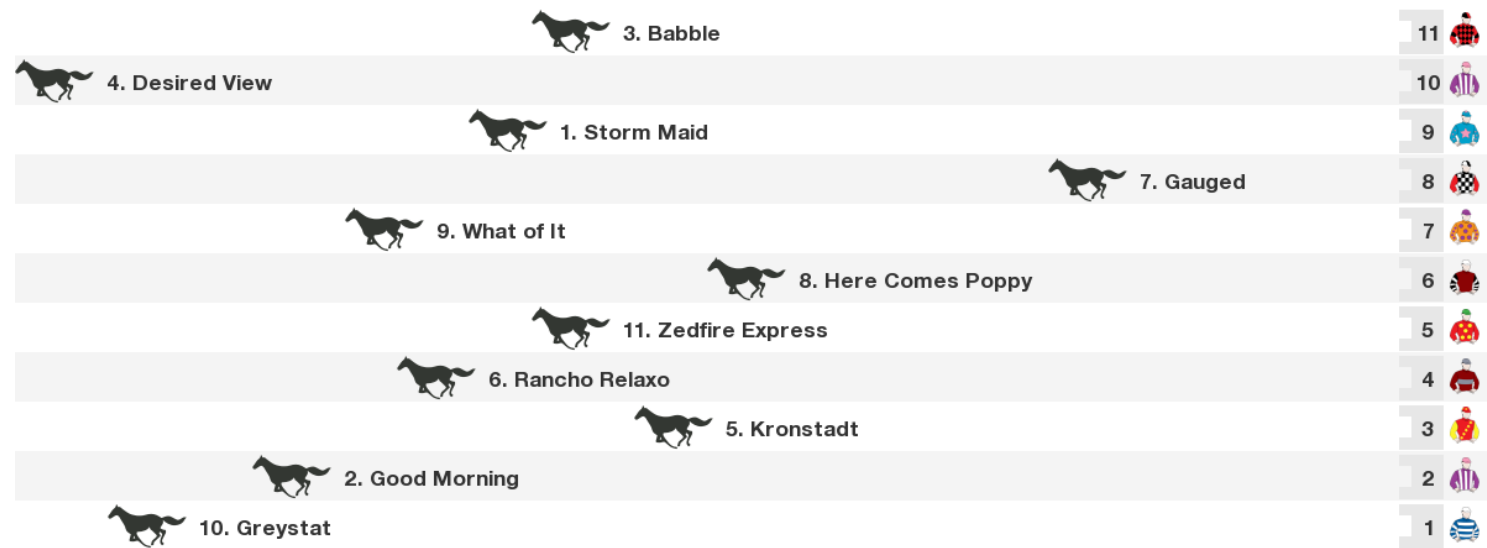 3. Babble 11
4. Desired View 10
1. Storm Maid 9
7. Gauged 8
9. What of It 7
8. Here Comes Poppy 6
11. Zedfire Express 5
6. Rancho Relaxo 4
5. Kronstadt 3
2. Good Morning 2
10. Greystat 1